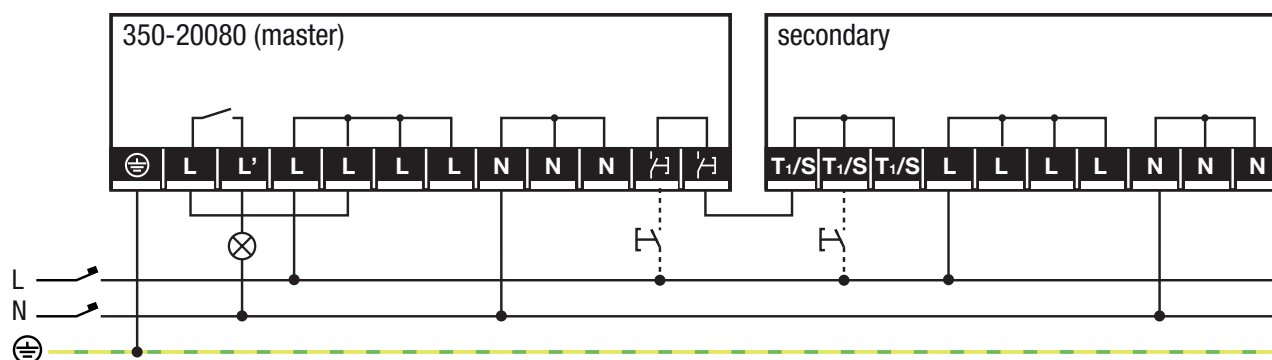 350-20080 (master)
secondary
L L’ L L L L N N N
T1/S T1/S T1/S L L L L N N N
L
N